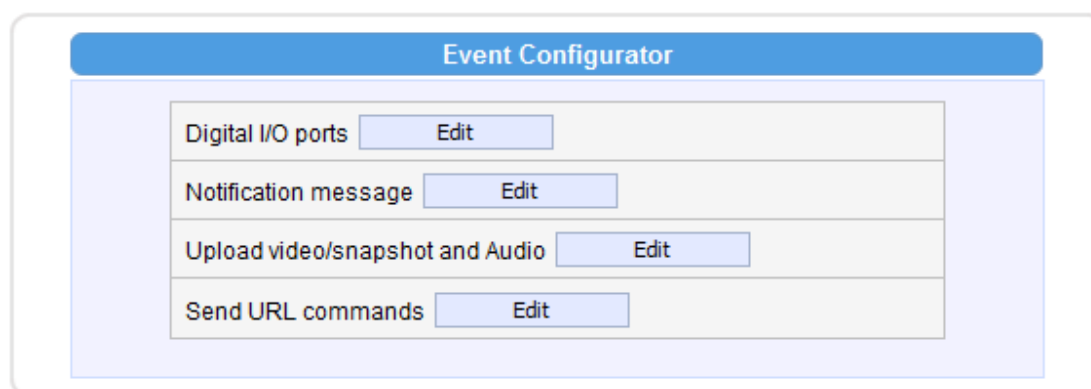 Event Configurator
Digital I/O ports Edit
Notification message Edit
Upload video/snapshot and Audio Edit
Send URL commands Edit